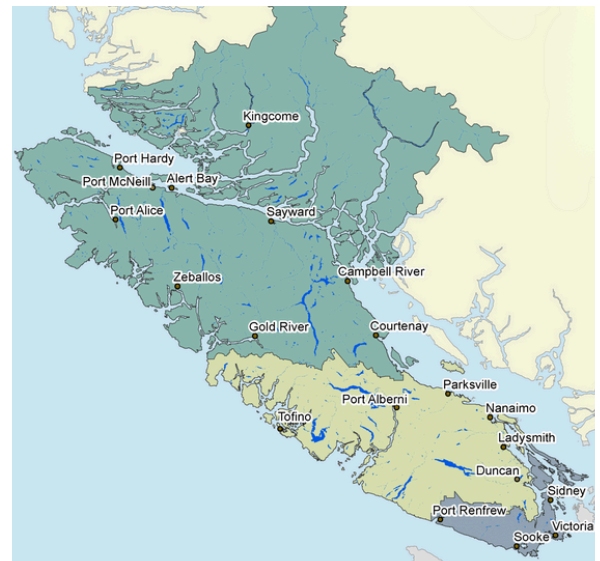 Kingcome
Port Hardy
Port McNeill
Alert Bay
Port Alice
Sayward
Zeballos
Campbell River
Gold River
Courtenay
Parksville
Port Alberni
Tofino
Nanaimo
Ladysmith
Duncan
Sidney
Port Renfrew
Victoria
Sooke